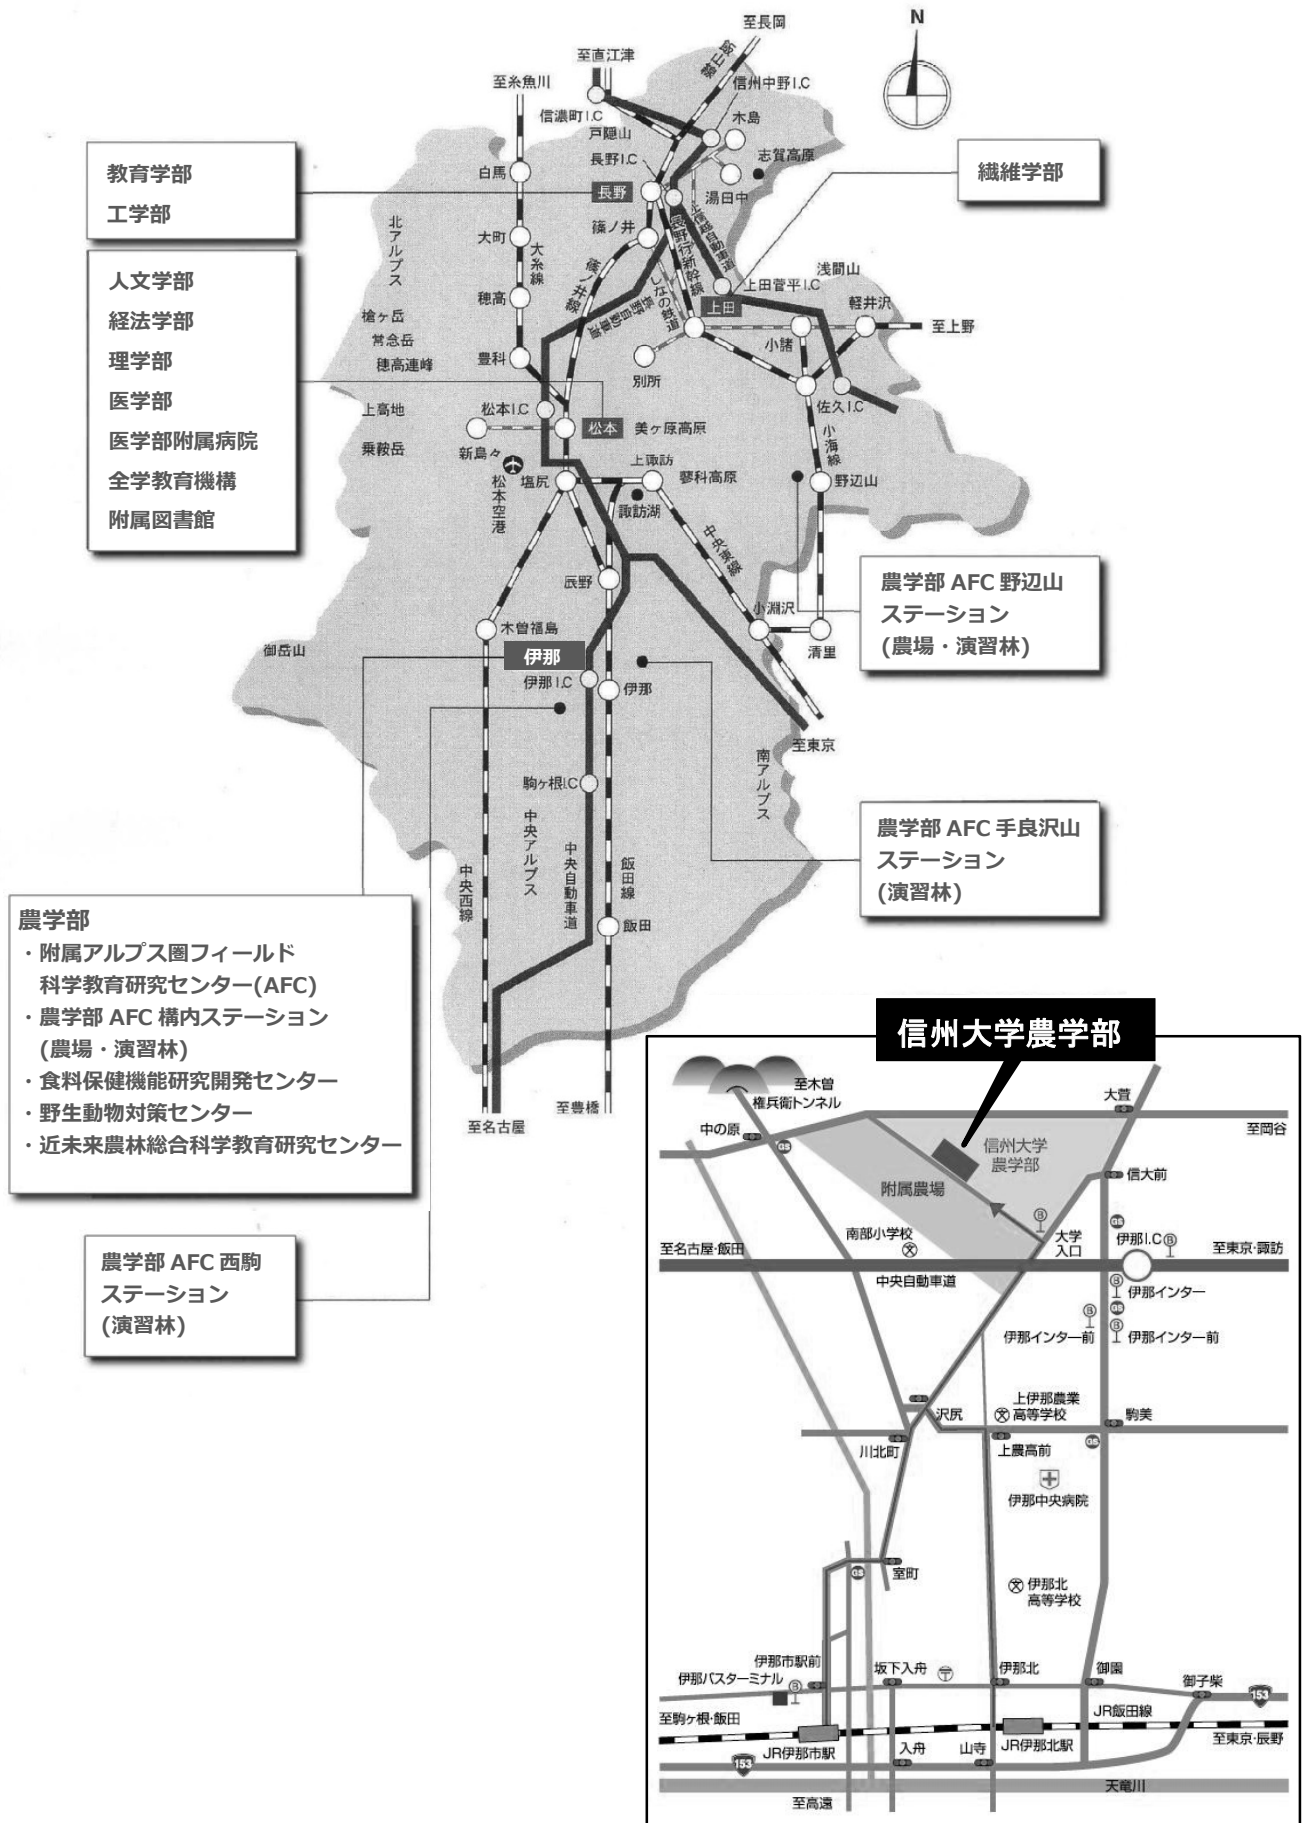 N
至長岡
至直江津
飯山線
至糸魚川
信州中野I.C
信濃町I.C
木島
戸隠山
長野I.C
志賀高原
教育学部
工学部
白馬
長野
湯田中
繊維学部
北アルプス
篠ノ井
上信越自動車道
長野行新幹線
大町
大糸線
人文学部
経法学部
理学部
医学部
医学部附属病院
全学教育機構
附属図書館
浅間山
上田菅平I.C
軽井沢
穂高
篠ノ井線
しなの鉄道
長野自動車道
上田
至上野
槍ヶ岳
常念岳
小諸
豊科
穂高連峰
別所
佐久I.C
上高地
松本I.C
松本
美ヶ原高原
小海線
乗鞍岳
新島々
上諏訪
松本空港
塩尻
蓼科高原
野辺山
諏訪湖
中央東線
農学部 AFC 野辺山
ステーション
(農場・演習林)
辰野
小淵沢
木曽福島
清里
御岳山
伊那
伊那I.C
伊那
至東京
南アルプス
駒ヶ根I.C
中央アルプス
農学部 AFC 手良沢山
ステーション
(演習林)
中央西線
中央自動車道
飯田線
飯田
農学部
・附属アルプス圏フィールド
科学教育研究センター(AFC)
・農学部 AFC 構内ステーション
(農場・演習林)
・食料保健機能研究開発センター
・野生動物対策センター
・近未来農林総合科学教育研究センター
至名古屋
至豊橋
農学部 AFC 西駒
ステーション
(演習林)
信州大学農学部
至木曽
権兵衛トンネル
大萱
中の原
GS
至岡谷
信州大学
農学部
信大前
附属農場
B
GS
南部小学校
文
大学
入口
伊那I.C
B
至名古屋・飯田
至東京・諏訪
中央自動車道
B
伊那インター
B
GS
伊那インター前
B
伊那インター前
沢尻
上伊那農業
高等学校
文
駒美
川北町
上農高前
GS
伊那中央病院
室町
GS
文
伊那北
高等学校
伊那市駅前
坂下入舟
〒
伊那北
御園
伊那バスターミナル
B
御子柴
153
至駒ヶ根・飯田
JR飯田線
至東京・辰野
JR伊那市駅
入舟
山寺
JR伊那北駅
153
天竜川
至高遠